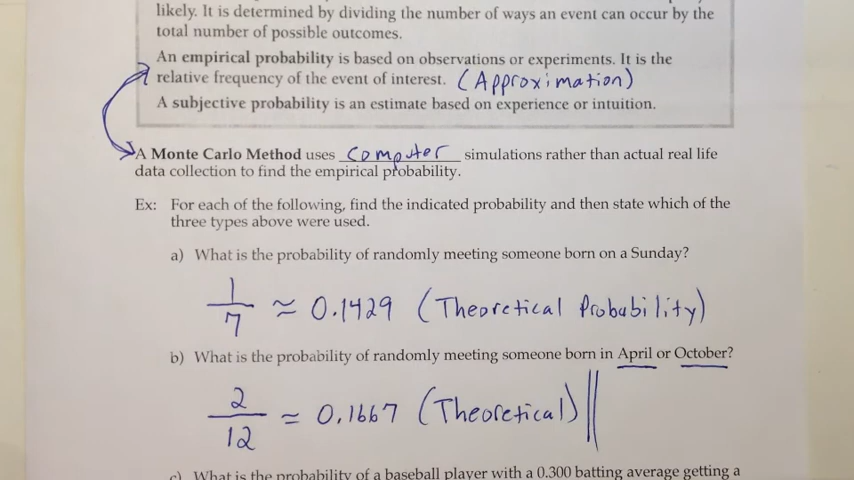 likely. It is determined by dividing the number of ways an event can occur by the
total number of possible outcomes.
An empirical probability is based on observations or experiments. It is the
relative frequency of the event of interest. (Approximation)
A subjective probability is an estimate based on experience or intuition.
A Monte Carlo Method uses computer simulations rather than actual real life
data collection to find the empirical probability.
Ex: For each of the following, find the indicated probability and then state which of the
three types above were used.
a) What is the probability of randomly meeting someone born on a Sunday?
1/7 ≈ 0.1429 (Theoretical Probability)
b) What is the probability of randomly meeting someone born in April or October?
2/12 ≈ 0.1667 (Theoretical)
c) What is the probability of a baseball player with a 0.300 batting average getting a